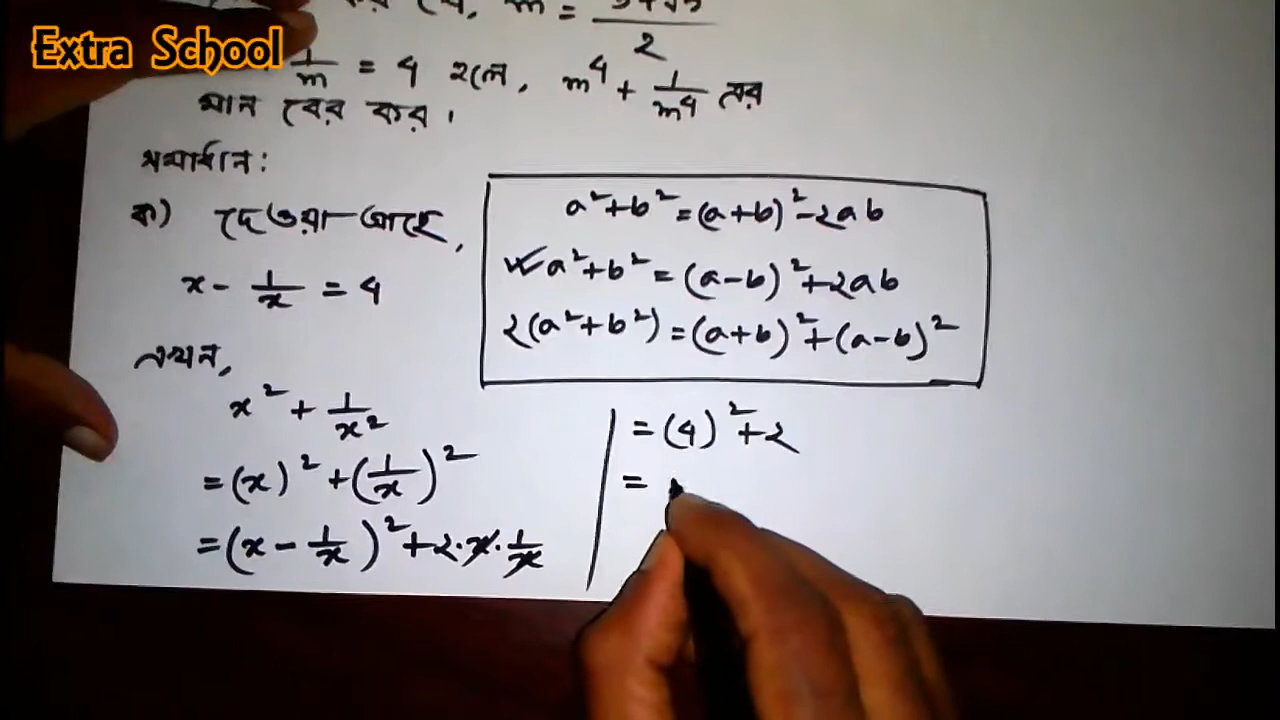 Extra School
m =
2
1/m = 4 হলে, m⁴ + 1/m⁴ এর
মান বের কর।
সমাধান:
ক) দেওয়া আছে,
x - 1/x = 4
এখন,
x² + 1/x²
= (x)² + (1/x)²
= (x - 1/x)² + 2·x·1/x
a² + b² = (a+b)² - 2ab
✓ a² + b² = (a-b)² + 2ab
2(a² + b²) = (a+b)² + (a-b)²
= (4)² + 2
=